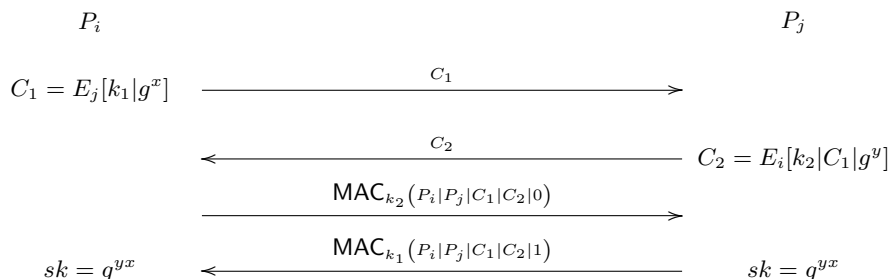 P_i P_j
C_1 = E_j[k_1|g^x] C_1
C_2 C_2 = E_i[k_2|C_1|g^y]
MAC_{k_2}(P_i|P_j|C_1|C_2|0)
MAC_{k_1}(P_i|P_j|C_1|C_2|1)
sk = g^{yx} sk = g^{yx}